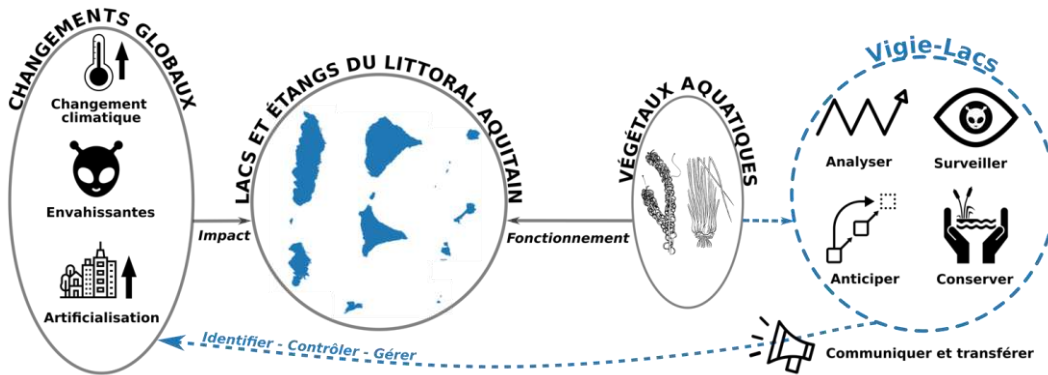 CHANGEMENTS GLOBAUX
Changement
climatique
Envahissantes
Artificialisation
Impact
LACS ET ÉTANGS DU LITTORAL AQUITAIN
Fonctionnement
VÉGÉTAUX AQUATIQUES
Vigie-Lacs
Analyser
Surveiller
Anticiper
Conserver
Identifier - Contrôler - Gérer
Communiquer et transférer